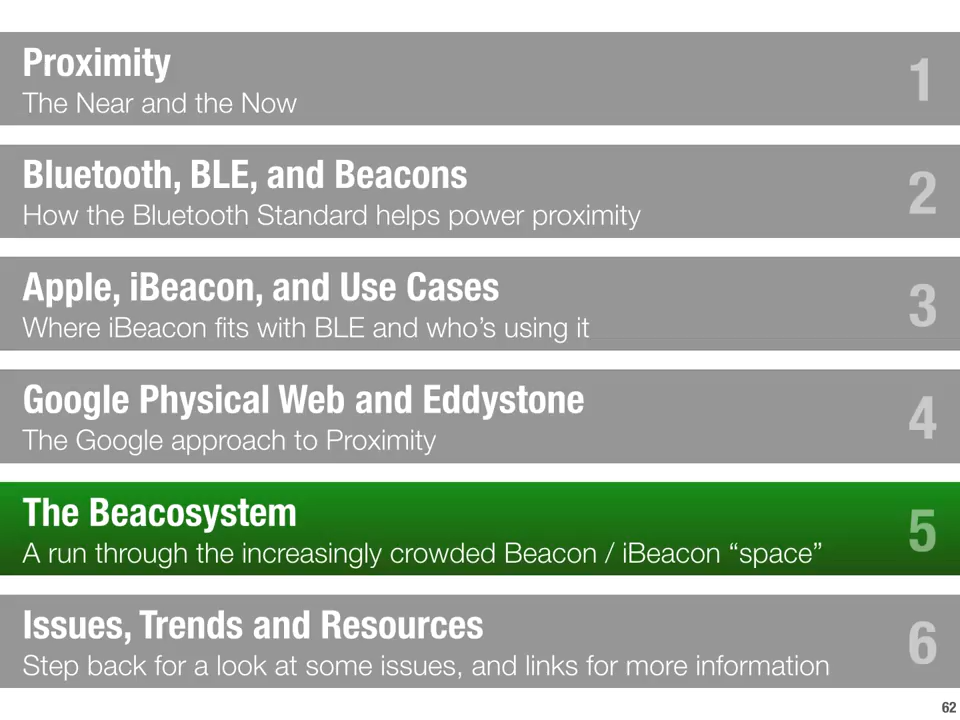 Proximity
The Near and the Now
1
Bluetooth, BLE, and Beacons
How the Bluetooth Standard helps power proximity
2
Apple, iBeacon, and Use Cases
Where iBeacon fits with BLE and who’s using it
3
Google Physical Web and Eddystone
The Google approach to Proximity
4
The Beacosystem
A run through the increasingly crowded Beacon / iBeacon “space”
5
Issues, Trends and Resources
Step back for a look at some issues, and links for more information
6
62